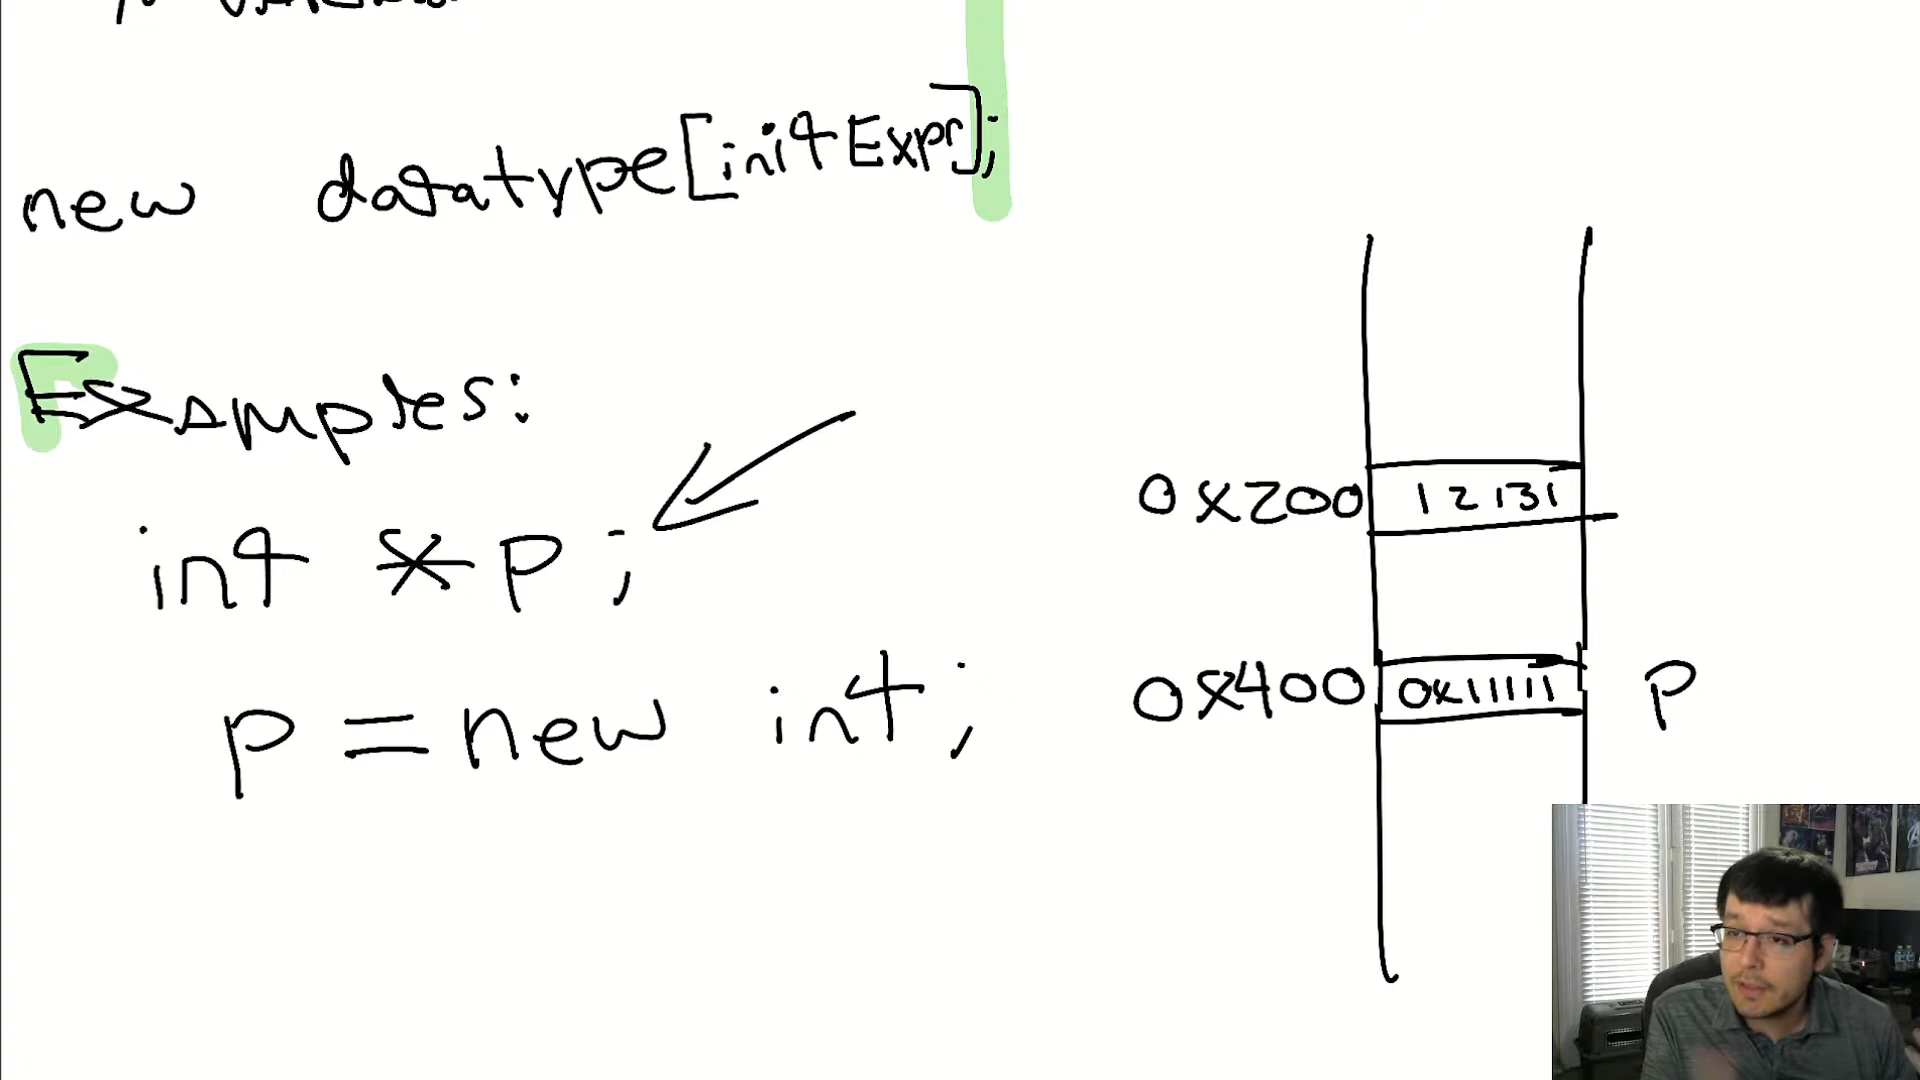 new datatype[initExpr];
Examples:
int *p;
p = new int;
0x200 12131
0x400 0x11111 p